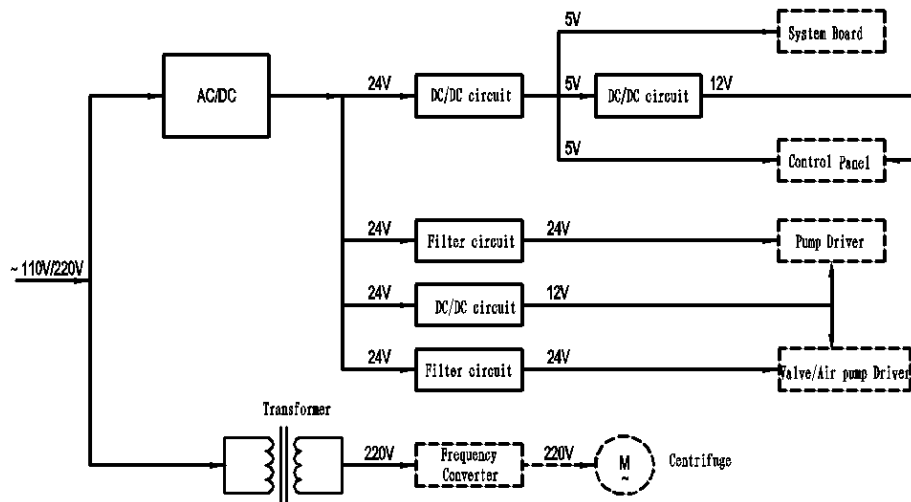 5V
System Board
AC/DC
24V
DC/DC circuit
5V
DC/DC circuit
12V
5V
Control Panel
24V
Filter circuit
24V
Pump Driver
~ 110V/220V
24V
DC/DC circuit
12V
24V
Filter circuit
24V
Valve/Air pump Driver
Transformer
220V
Frequency
Converter
220V
M
~
Centrifuge